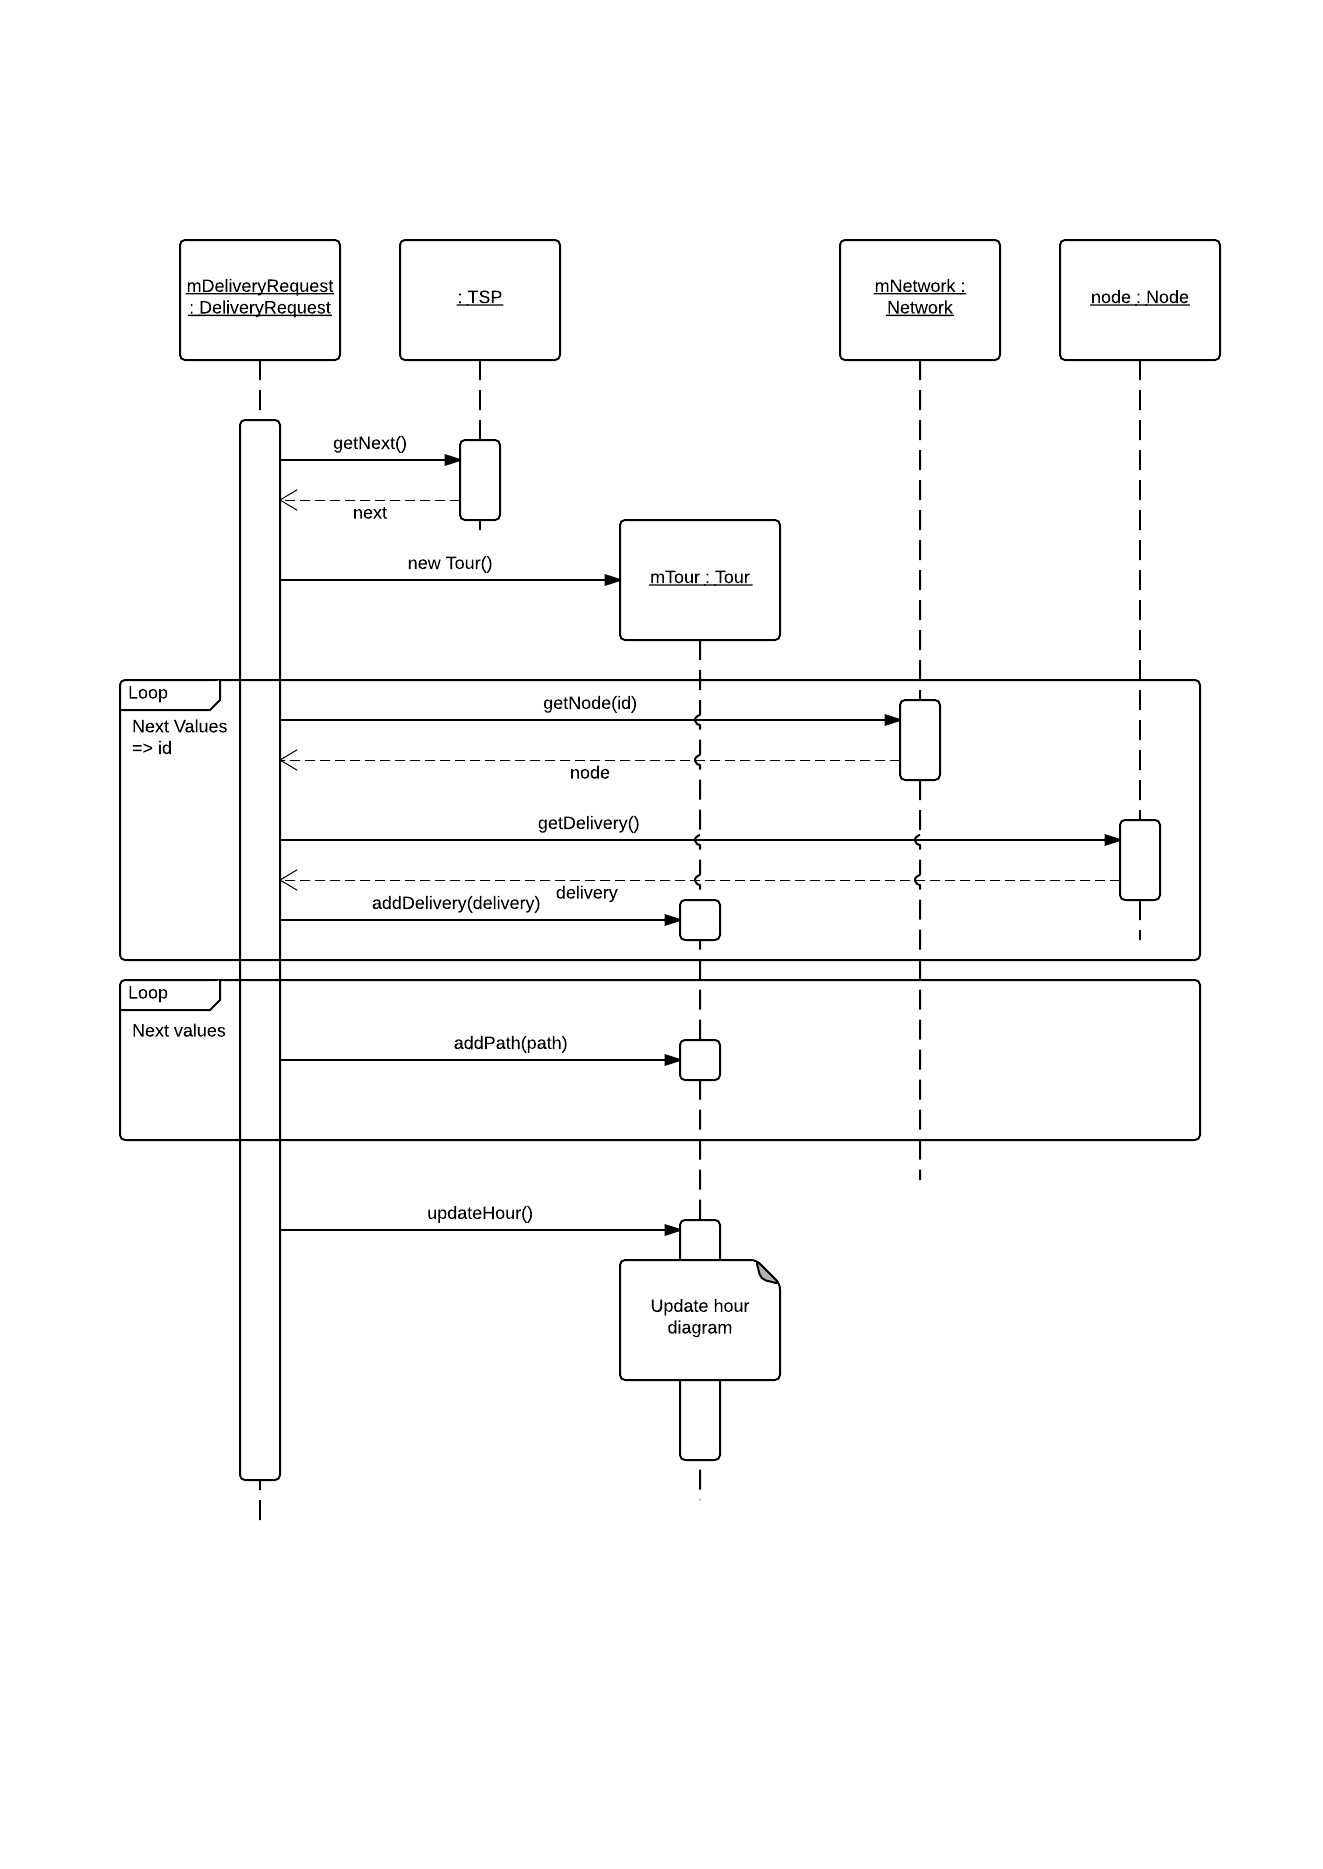 mDeliveryRequest
: DeliveryRequest
: TSP
mNetwork :
Network
node : Node
getNext()
next
new Tour()
mTour : Tour
Loop
Next Values
=> id
getNode(id)
node
getDelivery()
delivery
addDelivery(delivery)
Loop
Next values
addPath(path)
updateHour()
Update hour
diagram